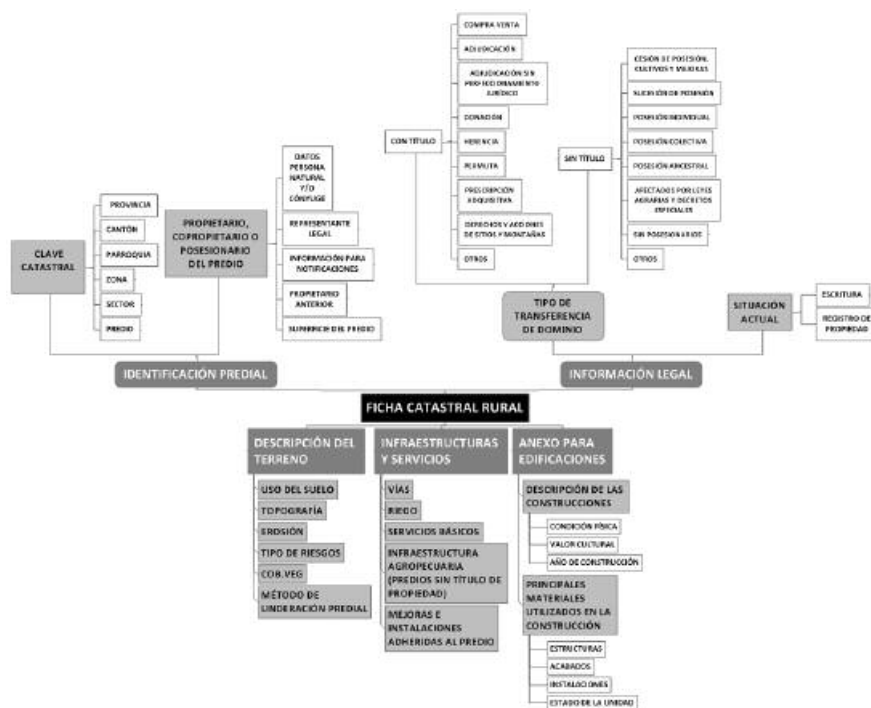 COMPRA VENTA
ADJUDICACIÓN
ADJUDICACIÓN SIN
PERFECCIONAMIENTO
JURÍDICO
DONACIÓN
CON TÍTULO
HERENCIA
PERMUTA
PRESCRIPCIÓN
ADQUISITIVA
DERECHOS Y ACCIONES
DE SITIOS Y MONTAÑAS
OTROS
CESIÓN DE POSESIÓN,
CULTIVOS Y MEJORAS
SUCESIÓN DE POSESIÓN
POSESIÓN INDIVIDUAL
POSESIÓN COLECTIVA
SIN TÍTULO
POSESIÓN ANCESTRAL
AFECTADOS POR LEYES
AGRARIAS Y DECRETOS
ESPECIALES
SIN POSESIONARIOS
OTROS
CLAVE
CATASTRAL
PROVINCIA
CANTÓN
PARROQUIA
ZONA
SECTOR
PREDIO
PROPIETARIO,
COPROPIETARIO O
POSESIONARIO
DEL PREDIO
DATOS
PERSONA
NATURAL
Y/O
CÓNYUGE
REPRESENTANTE
LEGAL
INFORMACIÓN PARA
NOTIFICACIONES
PROPIETARIO
ANTERIOR
SUPERFICIE DEL PREDIO
TIPO DE
TRANSFERENCIA
DE DOMINIO
SITUACIÓN
ACTUAL
ESCRITURA
REGISTRO DE
PROPIEDAD
IDENTIFICACIÓN PREDIAL
INFORMACIÓN LEGAL
FICHA CATASTRAL RURAL
DESCRIPCIÓN DEL
TERRENO
USO DEL SUELO
TOPOGRAFÍA
EROSIÓN
TIPO DE RIESGOS
COB.VEG
MÉTODO DE
LINDERACIÓN PREDIAL
INFRAESTRUCTURAS
Y SERVICIOS
VÍAS
RIEGO
SERVICIOS BÁSICOS
INFRAESTRUCTURA
AGROPECUARIA
(PREDIOS SIN TÍTULO DE
PROPIEDAD)
MEJORAS E
INSTALACIONES
ADHERIDAS AL PREDIO
ANEXO PARA
EDIFICACIONES
DESCRIPCIÓN DE LAS
CONSTRUCCIONES
CONDICIÓN FÍSICA
VALOR CULTURAL
AÑO DE CONSTRUCCIÓN
PRINCIPALES
MATERIALES
UTILIZADOS EN LA
CONSTRUCCIÓN
ESTRUCTURAS
ACABADOS
INSTALACIONES
ESTADO DE LA UNIDAD